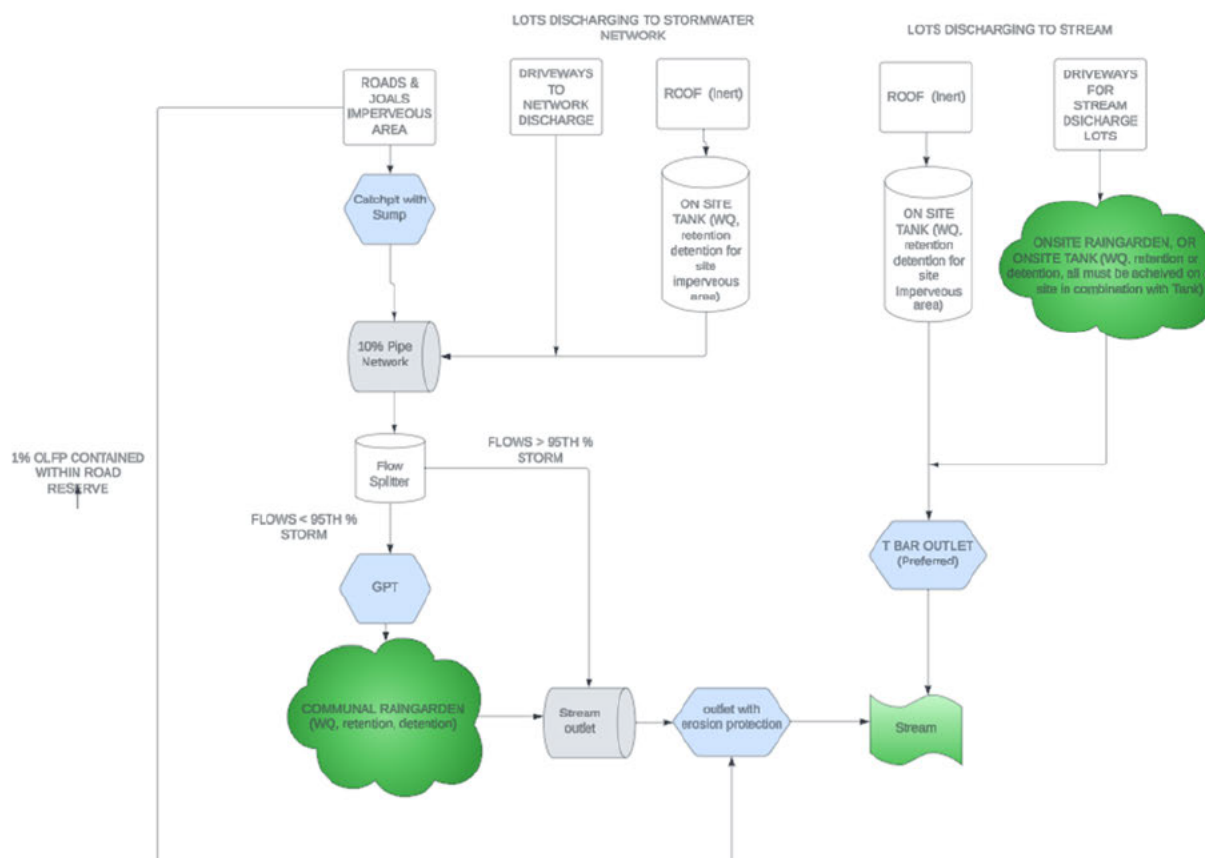 LOTS DISCHARGING TO STORMWATER
NETWORK
LOTS DISCHARGING TO STREAM
ROADS &
JOALS
IMPERVEOUS
AREA
DRIVEWAYS
TO
NETWORK
DISCHARGE
ROOF (Inert)
ROOF (Inert)
DRIVEWAYS
FOR
STREAM
DSICHARGE
LOTS
Catchpit with
Sump
ON SITE
TANK (WQ,
retention
detention for
site
imperveous
area)
ON SITE
TANK (WQ,
retention
detention for
site
Imperveous
area)
ONSITE RAINGARDEN, OR
ONSITE TANK (WQ, retention or
detention, all must be acheived on
site in combination with Tank)
10% Pipe
Network
1% OLFP CONTAINED
WITHIN ROAD
RESERVE
Flow
Splitter
FLOWS > 95TH %
STORM
FLOWS < 95TH %
STORM
T BAR OUTLET
(Preferred)
GPT
COMMUNAL RAINGARDEN
(WQ, retention, detention)
Stream
outlet
outlet with
erosion protection
Stream